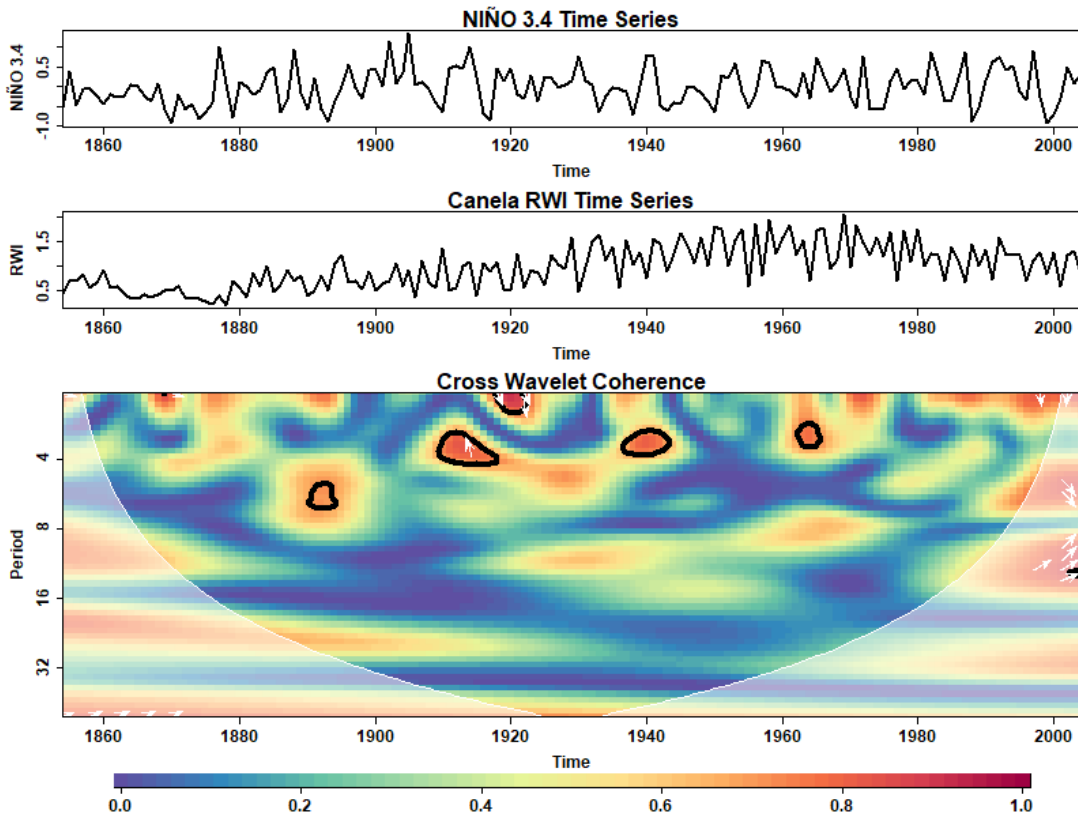 NIÑO 3.4 Time Series
NIÑO 3.4
0.5
-1.0
1860 1880 1900 1920 1940 1960 1980 2000
Time
Canela RWI Time Series
RWI
1.5
0.5
1860 1880 1900 1920 1940 1960 1980 2000
Time
Cross Wavelet Coherence
Period
4
8
16
32
1860 1880 1900 1920 1940 1960 1980 2000
Time
0.0 0.2 0.4 0.6 0.8 1.0